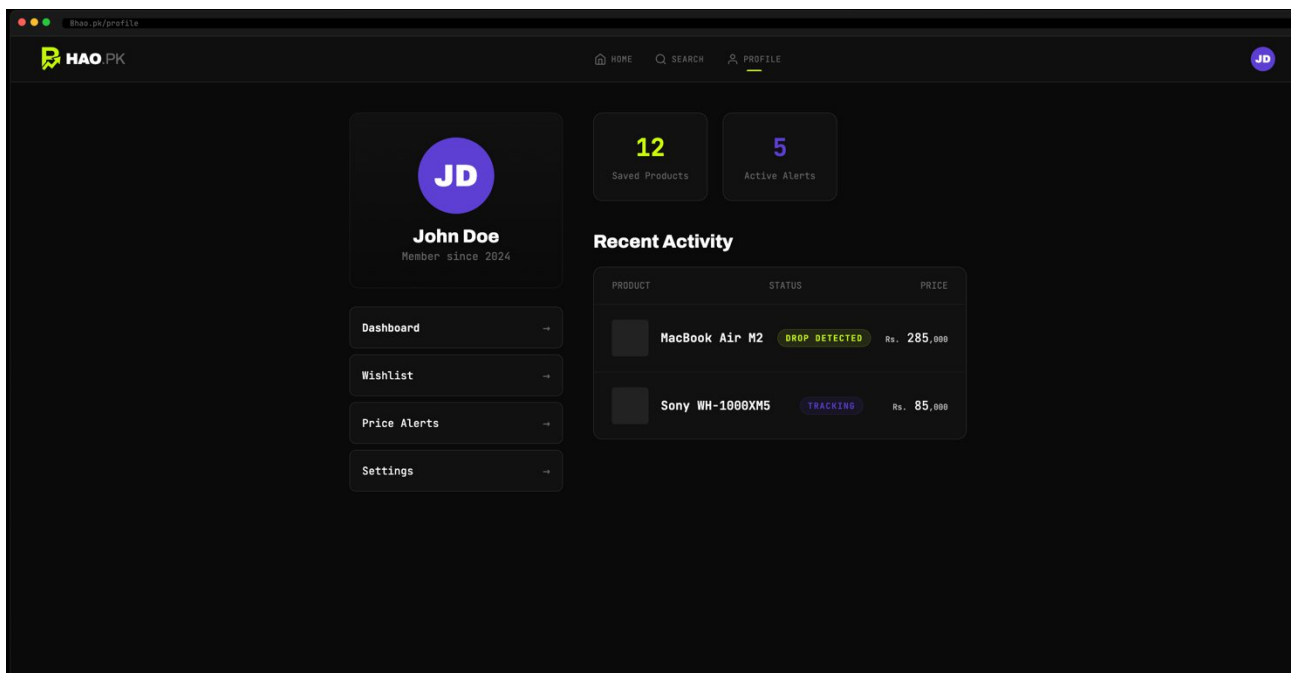 8hao.pk/profile
HAO.PK
HOME SEARCH PROFILE
JD
JD
John Doe
Member since 2024
Dashboard →
Wishlist →
Price Alerts →
Settings →
12
Saved Products
5
Active Alerts
Recent Activity
PRODUCT STATUS PRICE
MacBook Air M2 DROP DETECTED Rs. 285,000
Sony WH-1000XM5 TRACKING Rs. 85,000